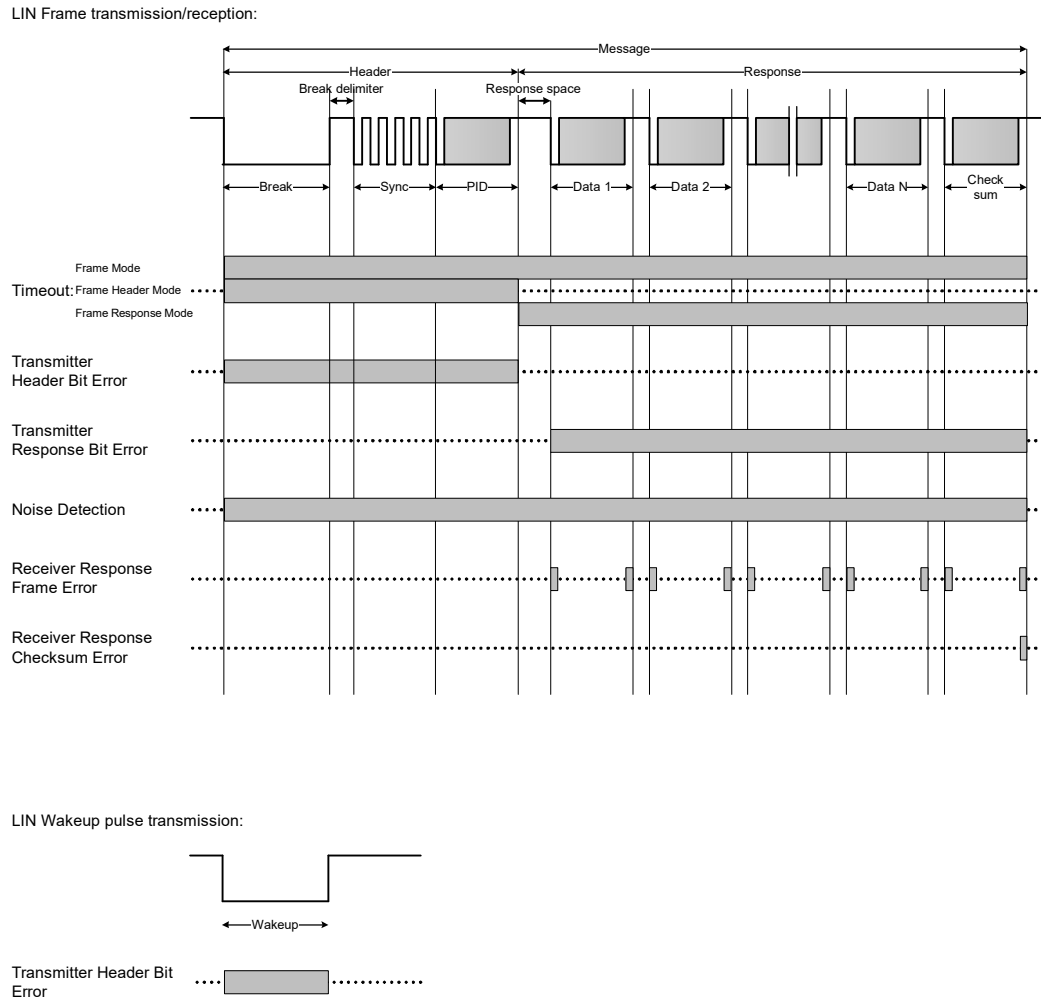 LIN Frame transmission/reception:
Message
Header
Response
Break delimiter
Response space
Break
Sync
PID
Data 1
Data 2
Data N
Check
sum
Frame Mode
Timeout:
Frame Header Mode
Frame Response Mode
Transmitter
Header Bit Error
Transmitter
Response Bit Error
Noise Detection
Receiver Response
Frame Error
Receiver Response
Checksum Error
LIN Wakeup pulse transmission:
Wakeup
Transmitter Header Bit
Error